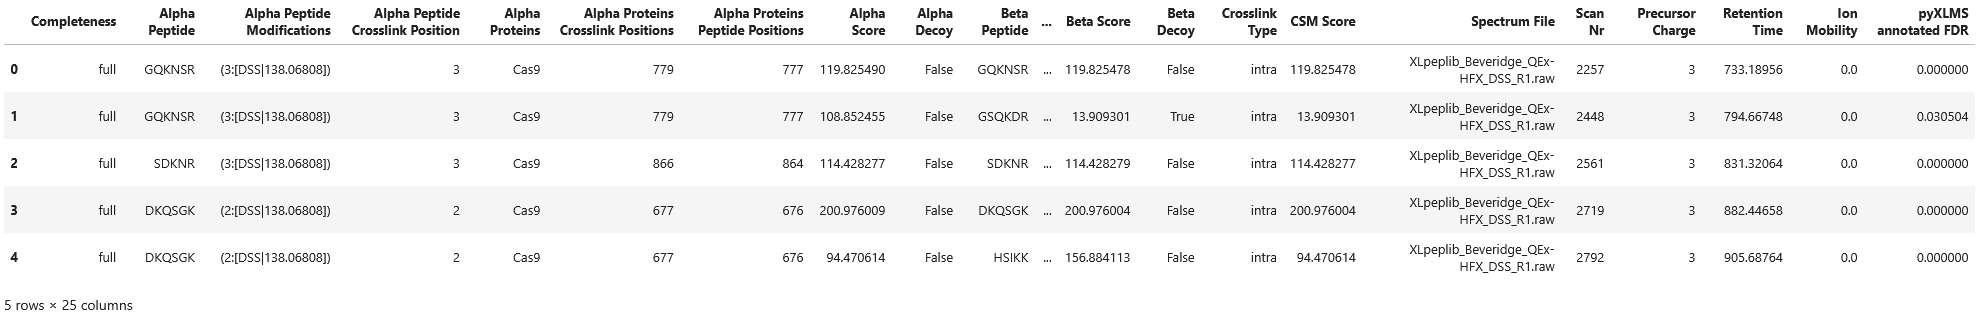 Completeness Alpha Peptide Alpha Peptide Modifications Alpha Peptide Crosslink Position Alpha Proteins Alpha Proteins Crosslink Positions Alpha Proteins Peptide Positions Alpha Score Alpha Decoy Beta Peptide ... Beta Score Beta Decoy Crosslink Type CSM Score Spectrum File Scan Nr Precursor Charge Retention Time Ion Mobility pyXLMS annotated FDR
0 full GQKNSR (3:[DSS|138.06808]) 3 Cas9 779 777 119.825490 False GQKNSR ... 119.825478 False intra 119.825478 XLpeplib_Beveridge_QEx-HFX_DSS_R1.raw 2257 3 733.18956 0.0 0.000000
1 full GQKNSR (3:[DSS|138.06808]) 3 Cas9 779 777 108.852455 False GSQKDR ... 13.909301 True intra 13.909301 XLpeplib_Beveridge_QEx-HFX_DSS_R1.raw 2448 3 794.66748 0.0 0.030504
2 full SDKNR (3:[DSS|138.06808]) 3 Cas9 866 864 114.428277 False SDKNR ... 114.428279 False intra 114.428277 XLpeplib_Beveridge_QEx-HFX_DSS_R1.raw 2561 3 831.32064 0.0 0.000000
3 full DKQSGK (2:[DSS|138.06808]) 2 Cas9 677 676 200.976009 False DKQSGK ... 200.976004 False intra 200.976004 XLpeplib_Beveridge_QEx-HFX_DSS_R1.raw 2719 3 882.44658 0.0 0.000000
4 full DKQSGK (2:[DSS|138.06808]) 2 Cas9 677 676 94.470614 False HSIKK ... 156.884113 False intra 94.470614 XLpeplib_Beveridge_QEx-HFX_DSS_R1.raw 2792 3 905.68764 0.0 0.000000
5 rows × 25 columns